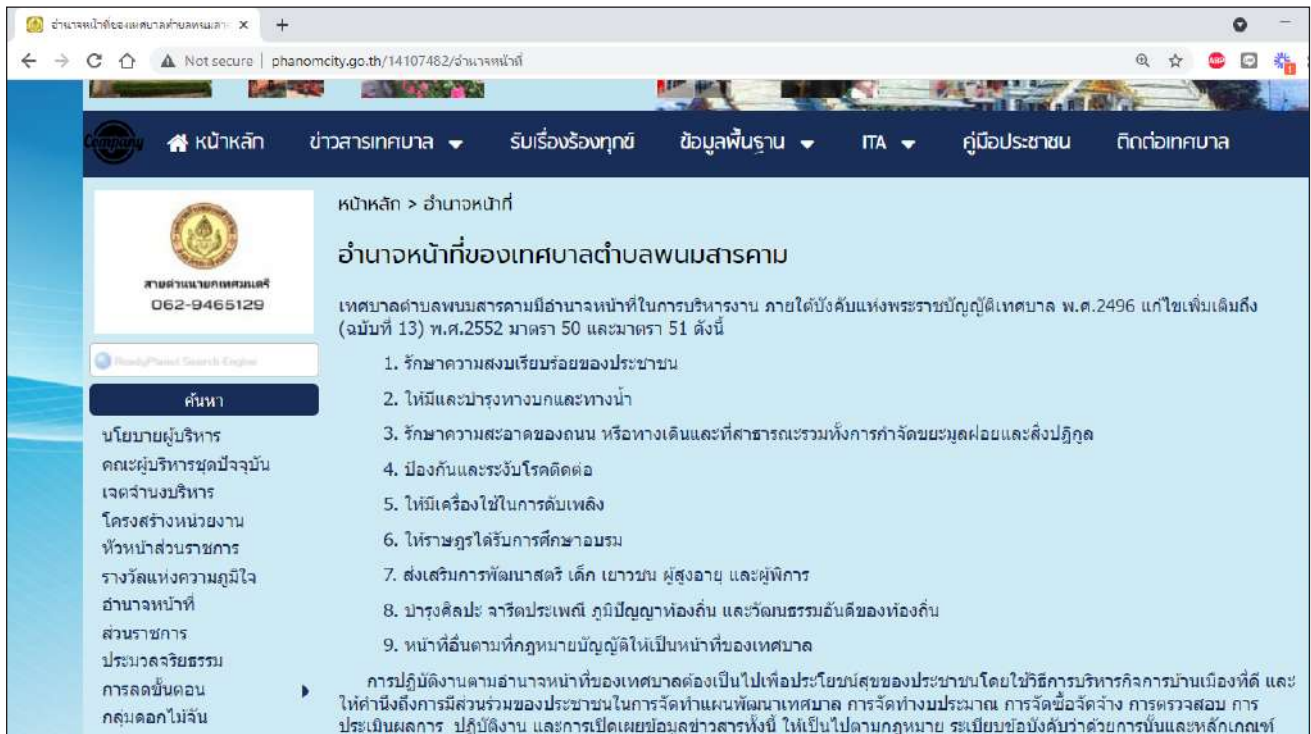 อำนาจหน้าที่ของเทศบาลตำบลพนมสาร
Not secure | phanomcity.go.th/14107482/อำนาจหน้าที่
ABP
1
Company
หน้าหลัก ข่าวสารเทศบาล รับเรื่องร้องทุกข์ ข้อมูลพื้นฐาน ITA คู่มือประชาชน ติดต่อเทศบาล
สายด่วนนายกเทศมนตรี
062-9465129
ReadyPlanet Search Engine
ค้นหา
นโยบายผู้บริหาร
คณะผู้บริหารชุดปัจจุบัน
เจตจำนงบริหาร
โครงสร้างหน่วยงาน
หัวหน้าส่วนราชการ
รางวัลแห่งความภูมิใจ
อำนาจหน้าที่
ส่วนราชการ
ประมวลจริยธรรม
การลดขั้นตอน
กลุ่มดอกไม้จัน
หน้าหลัก > อำนาจหน้าที่
อำนาจหน้าที่ของเทศบาลตำบลพนมสารคาม
เทศบาลตำบลพนมสารคามมีอำนาจหน้าที่ในการบริหารงาน ภายใต้บังคับแห่งพระราชบัญญัติเทศบาล พ.ศ.2496 แก้ไขเพิ่มเติมถึง
(ฉบับที่ 13) พ.ศ.2552 มาตรา 50 และมาตรา 51 ดังนี้
1. รักษาความสงบเรียบร้อยของประชาชน
2. ให้มีและบำรุงทางบกและทางน้ำ
3. รักษาความสะอาดของถนน หรือทางเดินและที่สาธารณะรวมทั้งการกำจัดขยะมูลฝอยและสิ่งปฏิกูล
4. ป้องกันและระงับโรคติดต่อ
5. ให้มีเครื่องใช้ในการดับเพลิง
6. ให้ราษฎรได้รับการศึกษาอบรม
7. ส่งเสริมการพัฒนาสตรี เด็ก เยาวชน ผู้สูงอายุ และผู้พิการ
8. บำรุงศิลปะ จารีตประเพณี ภูมิปัญญาท้องถิ่น และวัฒนธรรมอันดีของท้องถิ่น
9. หน้าที่อื่นตามที่กฎหมายบัญญัติให้เป็นหน้าที่ของเทศบาล
การปฏิบัติงานตามอำนาจหน้าที่ของเทศบาลต้องเป็นไปเพื่อประโยชน์สุขของประชาชนโดยใช้วิธีการบริหารกิจการบ้านเมืองที่ดี และ
ให้คำนึงถึงการมีส่วนร่วมของประชาชนในการจัดทำแผนพัฒนาเทศบาล การจัดทำงบประมาณ การจัดซื้อจัดจ้าง การตรวจสอบ การ
ประเมินผลการ ปฏิบัติงาน และการเปิดเผยข้อมูลข่าวสารทั้งนี้ ให้เป็นไปตามกฎหมาย ระเบียบข้อบังคับว่าด้วยการนั้นและหลักเกณฑ์